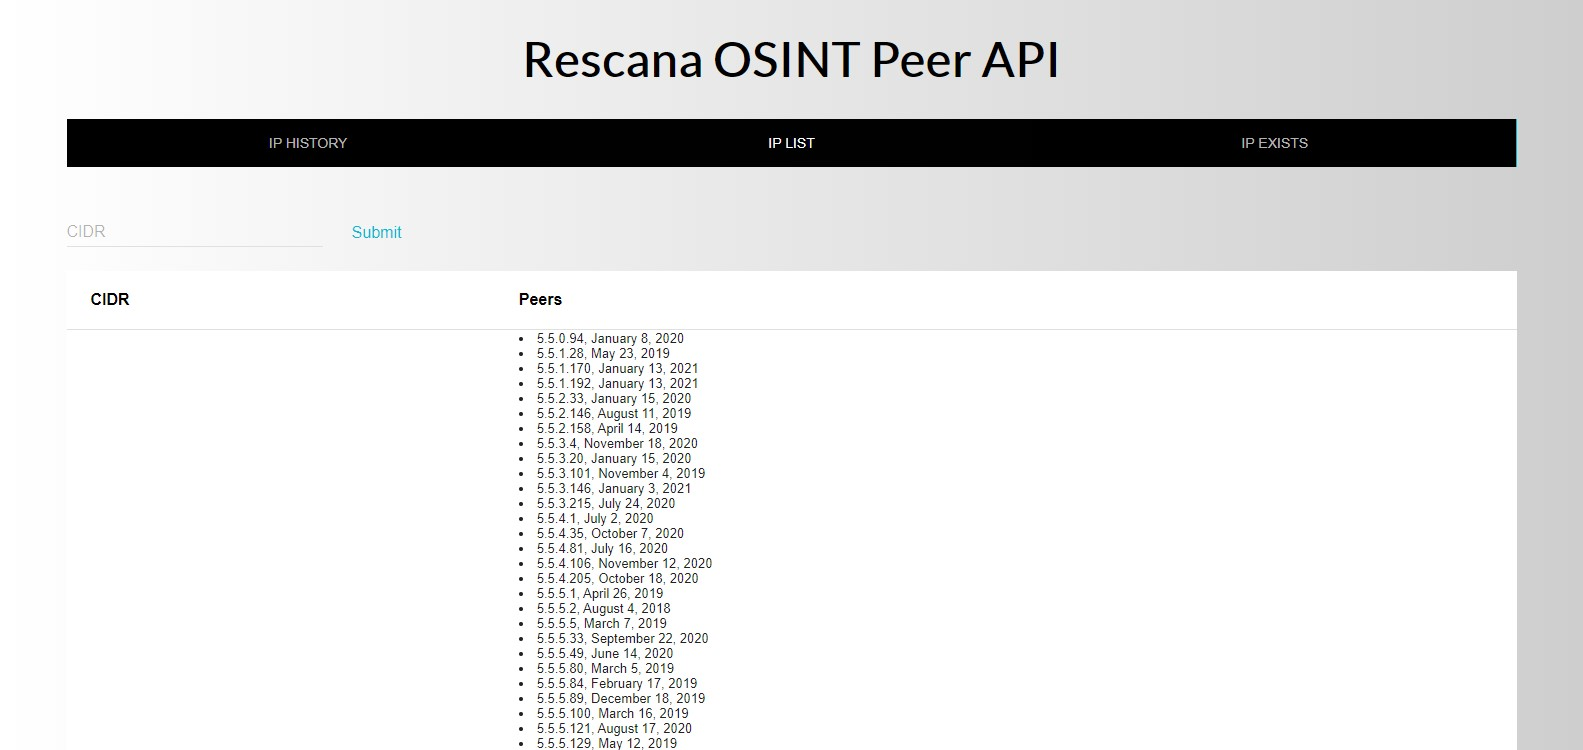 Rescana OSINT Peer API
IP HISTORY IP LIST IP EXISTS
CIDR Submit
CIDR Peers
5.5.0.94, January 8, 2020
5.5.1.28, May 23, 2019
5.5.1.170, January 13, 2021
5.5.1.192, January 13, 2021
5.5.2.33, January 15, 2020
5.5.2.146, August 11, 2019
5.5.2.158, April 14, 2019
5.5.3.4, November 18, 2020
5.5.3.20, January 15, 2020
5.5.3.101, November 4, 2019
5.5.3.146, January 3, 2021
5.5.3.215, July 24, 2020
5.5.4.1, July 2, 2020
5.5.4.35, October 7, 2020
5.5.4.81, July 16, 2020
5.5.4.106, November 12, 2020
5.5.4.205, October 18, 2020
5.5.5.1, April 26, 2019
5.5.5.2, August 4, 2018
5.5.5.5, March 7, 2019
5.5.5.33, September 22, 2020
5.5.5.49, June 14, 2020
5.5.5.80, March 5, 2019
5.5.5.84, February 17, 2019
5.5.5.89, December 18, 2019
5.5.5.100, March 16, 2019
5.5.5.121, August 17, 2020
5.5.5.129, May 12, 2019